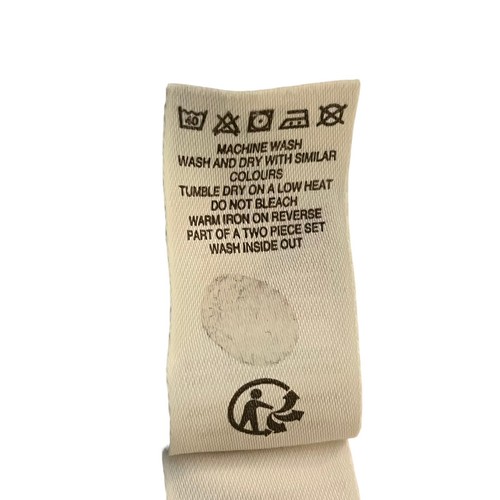 40
MACHINE WASH
WASH AND DRY WITH SIMILAR
COLOURS
TUMBLE DRY ON A LOW HEAT
DO NOT BLEACH
WARM IRON ON REVERSE
PART OF A TWO PIECE SET
WASH INSIDE OUT